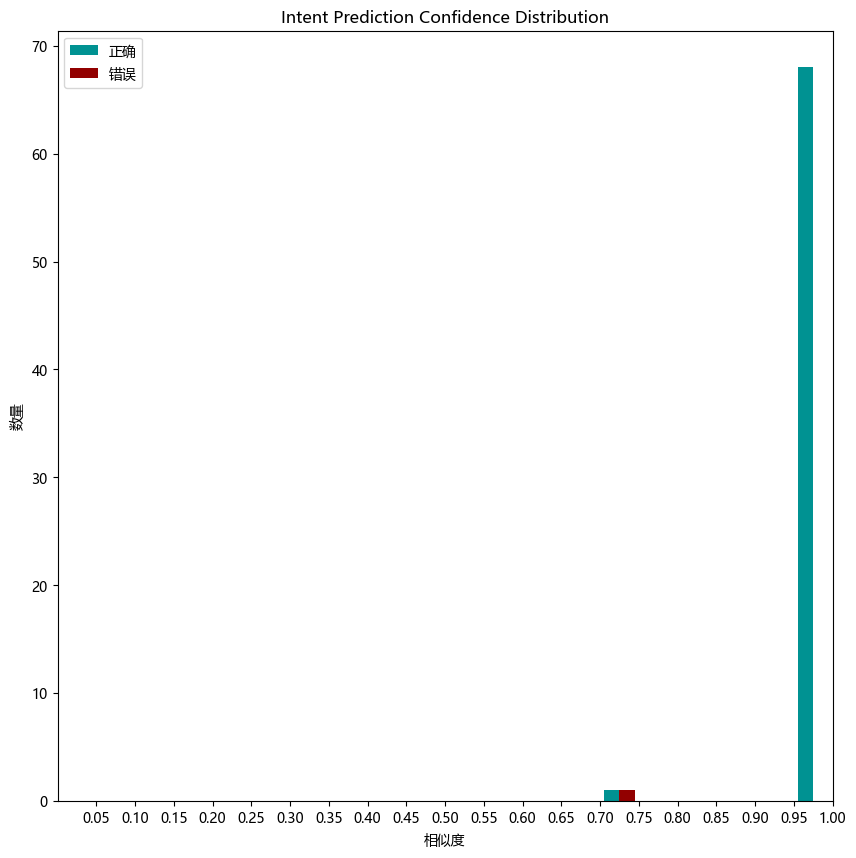 Intent Prediction Confidence Distribution
正确
错误
70
60
50
40
30
20
10
0
数量
0.05 0.10 0.15 0.20 0.25 0.30 0.35 0.40 0.45 0.50 0.55 0.60 0.65 0.70 0.75 0.80 0.85 0.90 0.95 1.00
相似度